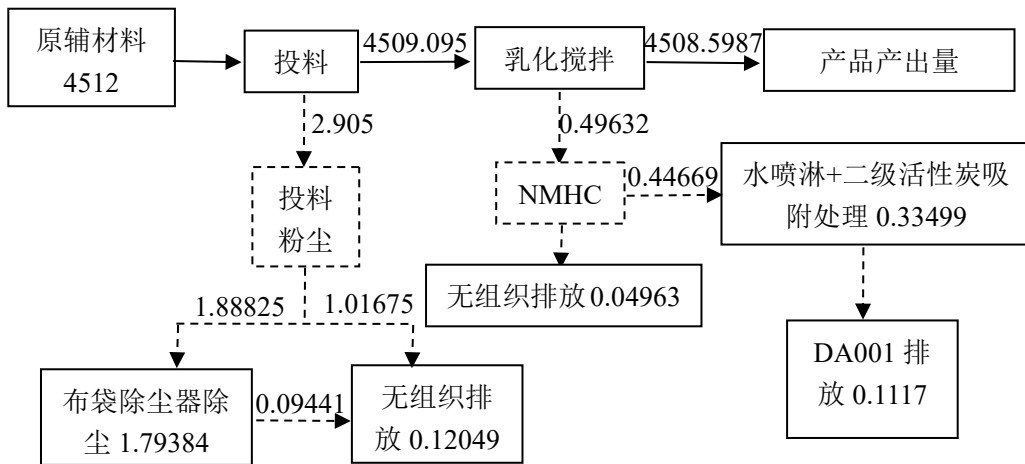 原辅材料
4512
投料
4509.095
乳化搅拌
4508.5987
产品产出量
2.905
0.49632
投料
粉尘
NMHC
0.44669
水喷淋+二级活性炭吸
附处理 0.33499
无组织排放 0.04963
1.88825
1.01675
DA001 排
放 0.1117
布袋除尘器除
尘 1.79384
0.09441
无组织排
放 0.12049